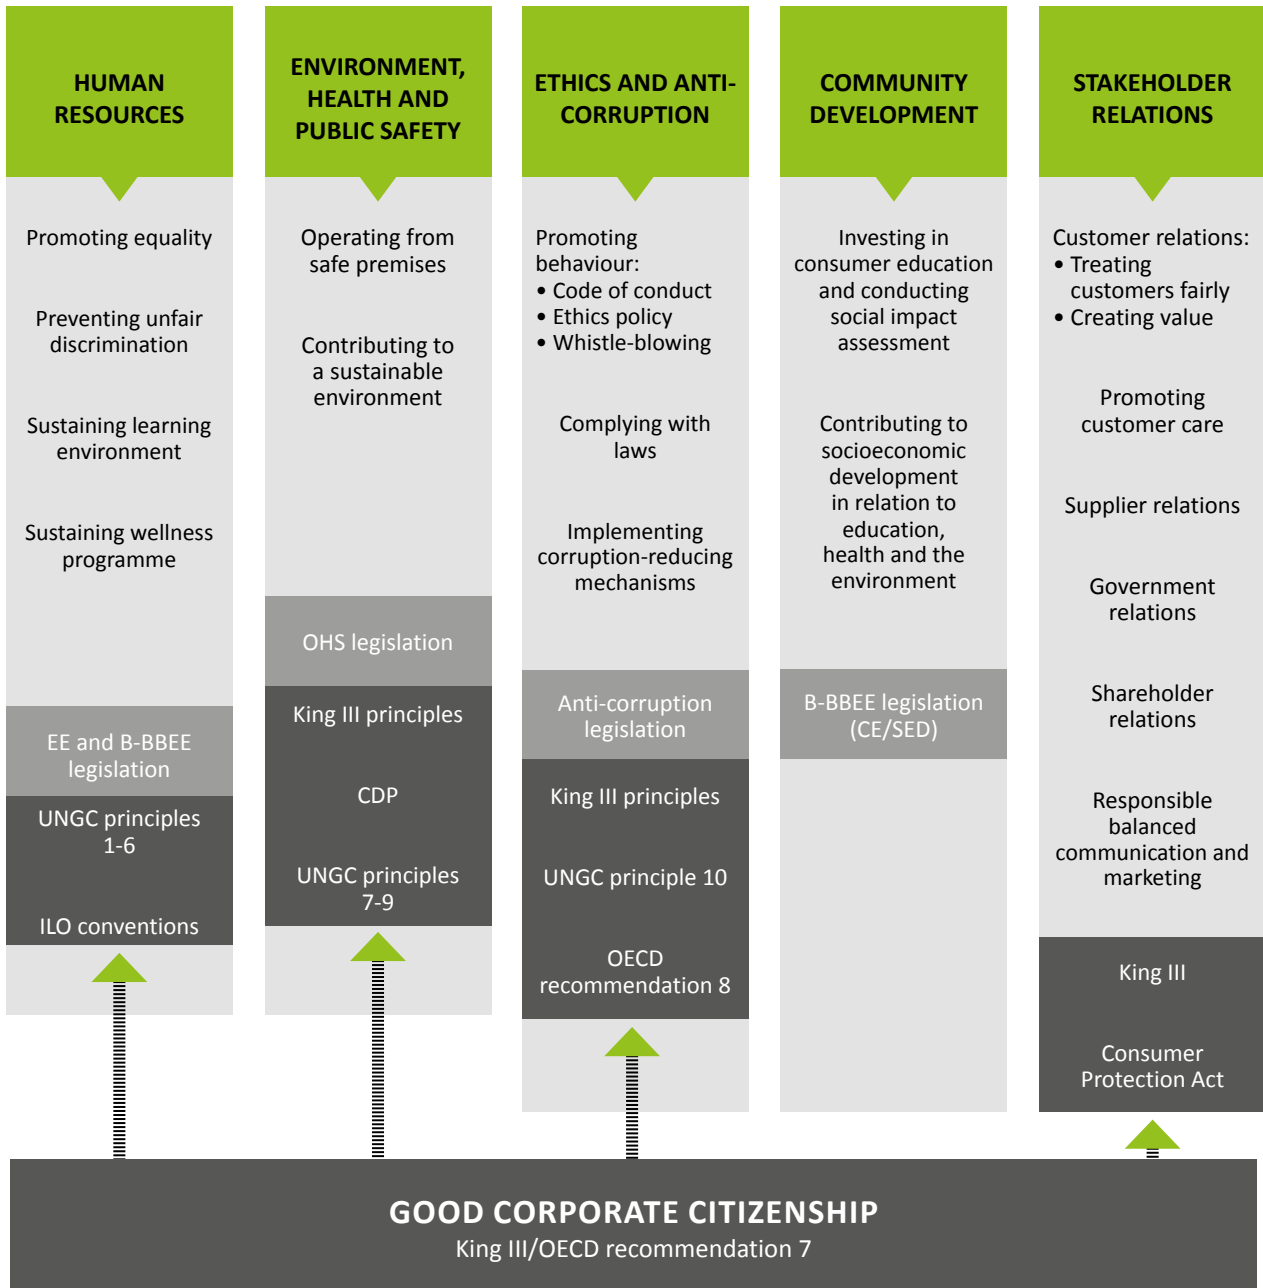 HUMAN
RESOURCES
Promoting equality
Preventing unfair
discrimination
Sustaining learning
environment
Sustaining wellness
programme
EE and B-BBEE
legislation
UNGC principles
1-6
ILO conventions
ENVIRONMENT,
HEALTH AND
PUBLIC SAFETY
Operating from
safe premises
Contributing to
a sustainable
environment
OHS legislation
King III principles
CDP
UNGC principles
7-9
ETHICS AND ANTI-
CORRUPTION
Promoting
behaviour:
• Code of conduct
• Ethics policy
• Whistle-blowing
Complying with
laws
Implementing
corruption-reducing
mechanisms
Anti-corruption
legislation
King III principles
UNGC principle 10
OECD
recommendation 8
COMMUNITY
DEVELOPMENT
Investing in
consumer education
and conducting
social impact
assessment
Contributing to
socioeconomic
development
in relation to
education,
health and the
environment
B-BBEE legislation
(CE/SED)
STAKEHOLDER
RELATIONS
Customer relations:
• Treating
customers fairly
• Creating value
Promoting
customer care
Supplier relations
Government
relations
Shareholder
relations
Responsible
balanced
communication and
marketing
King III
Consumer
Protection Act
GOOD CORPORATE CITIZENSHIP
King III/OECD recommendation 7